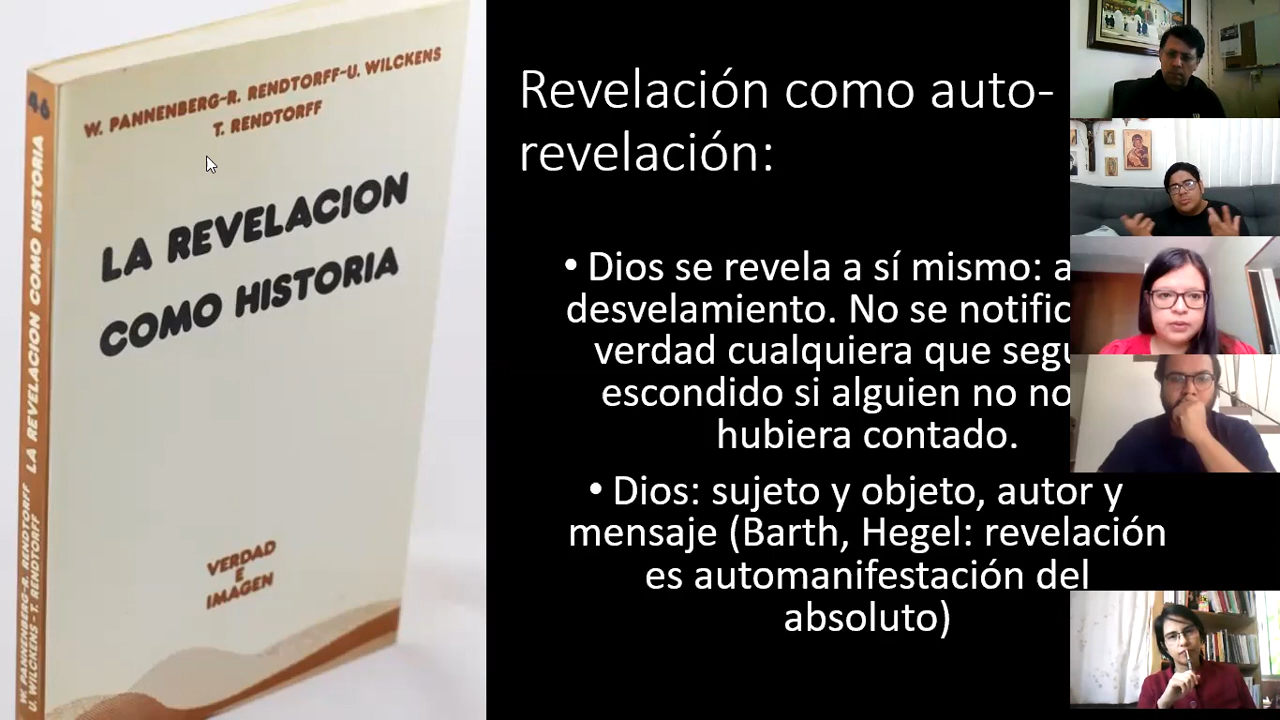 46
W. PANNENBERG-R. RENDTORFF-U. WILCKENS
T. RENDTORFF
LA REVELACION
COMO HISTORIA
VERDAD
E
IMAGEN
LA REVELACION COMO HISTORIA
W. PANNENBERG-R. RENDTORFF
U. WILCKENS - T. RENDTORFF
Revelación como auto-
revelación:
• Dios se revela a sí mismo: a
desvelamiento. No se notific
verdad cualquiera que segu
escondido si alguien no no
hubiera contado.
• Dios: sujeto y objeto, autor y
mensaje (Barth, Hegel: revelación
es automanifestación del
absoluto)